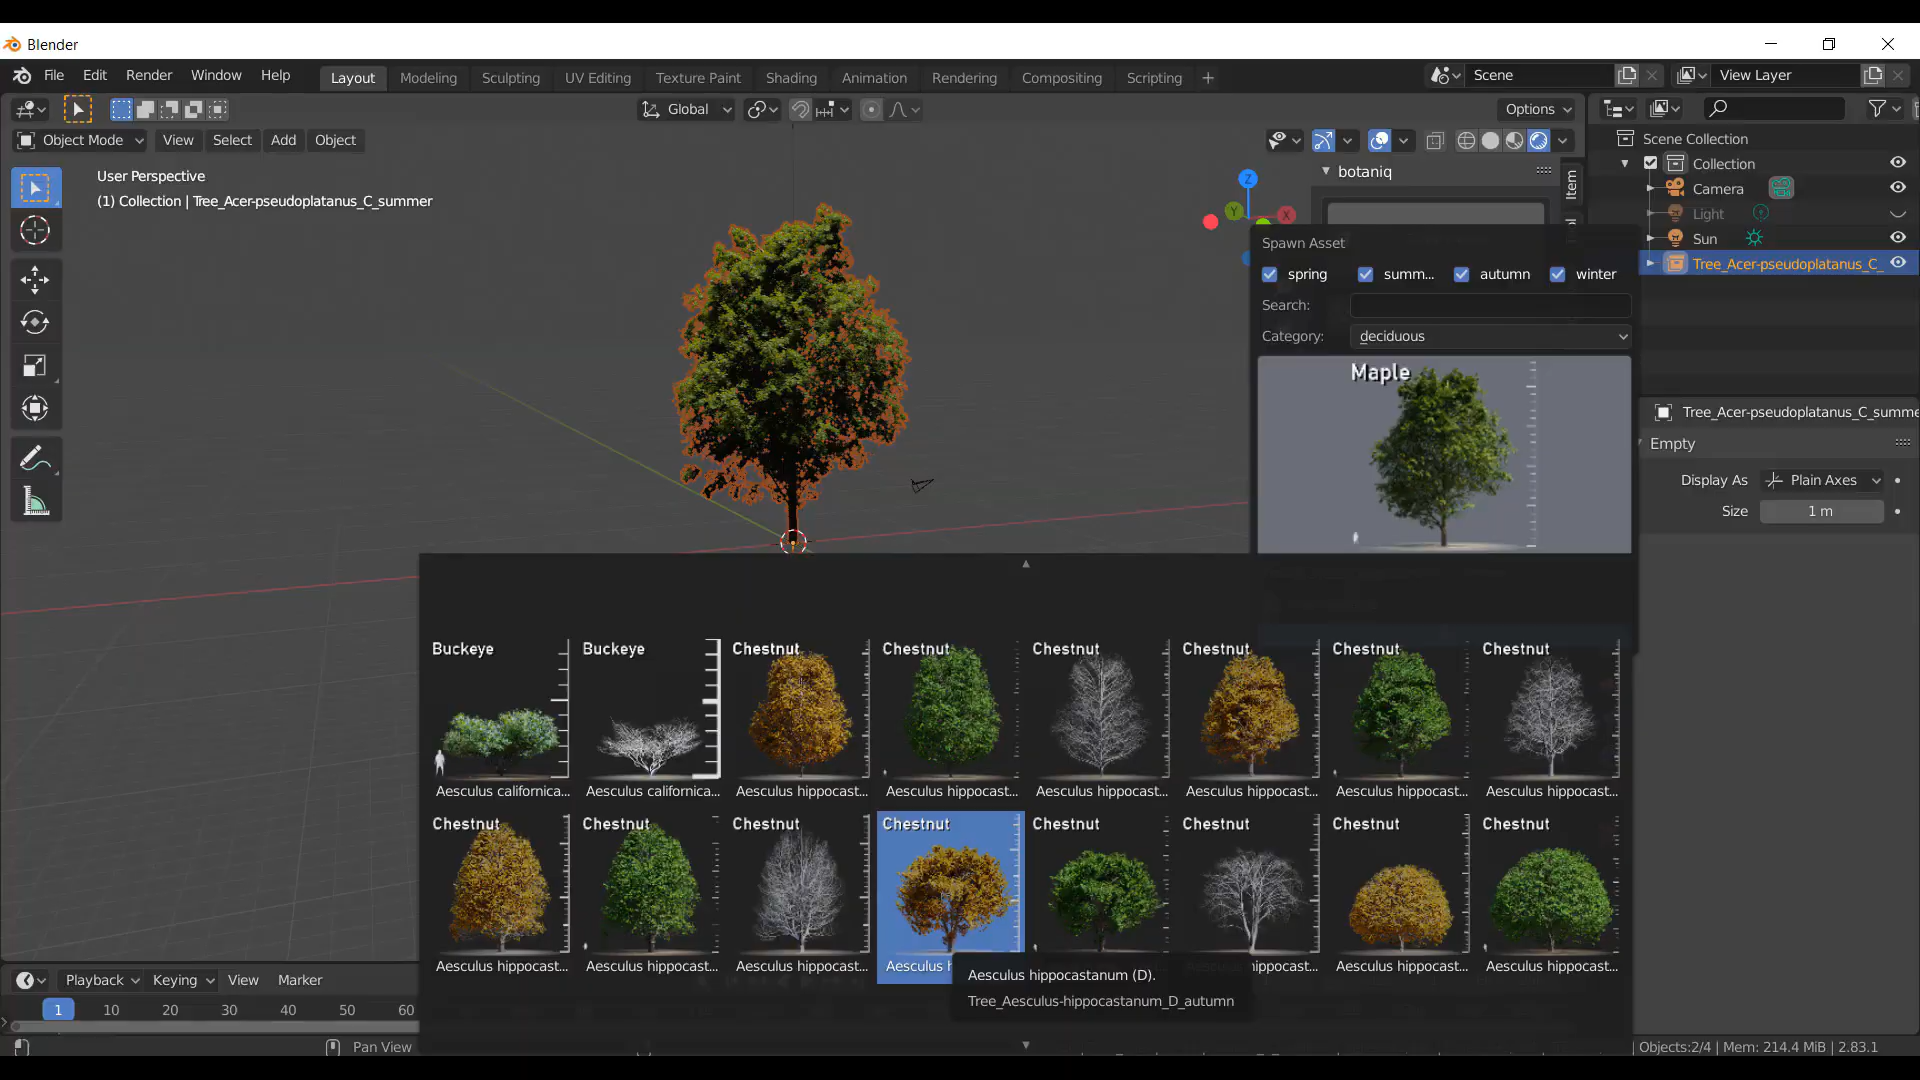 Blender
File Edit Render Window Help
Layout Modeling Sculpting UV Editing Texture Paint Shading Animation Rendering Compositing Scripting +
Scene
View Layer
Global
Options
Object Mode View Select Add Object
User Perspective
(1) Collection | Tree_Acer-pseudoplatanus_C_summer
Z
Y
X
botaniq
Item
Scene Collection
Collection
Camera
Light
Sun
Tree_Acer-pseudoplatanus_C_
Spawn Asset
spring summ... autumn winter
Search:
Category: deciduous
Maple
Tree_Acer-pseudoplatanus_C_summe
Empty
Display As Plain Axes
Size 1 m
Buckeye Buckeye Chestnut Chestnut Chestnut Chestnut Chestnut Chestnut
Aesculus californica... Aesculus californica... Aesculus hippocast... Aesculus hippocast... Aesculus hippocast... Aesculus hippocast... Aesculus hippocast... Aesculus hippocast...
Chestnut Chestnut Chestnut Chestnut Chestnut Chestnut Chestnut Chestnut
Aesculus hippocast... Aesculus hippocast... Aesculus hippocast... Aesculus h hippocast... Aesculus hippocast... Aesculus hippocast...
Aesculus hippocastanum (D).
Tree_Aesculus-hippocastanum_D_autumn
Playback Keying View Marker
1 10 20 30 40 50 60
Pan View
| Objects:2/4 | Mem: 214.4 MiB | 2.83.1